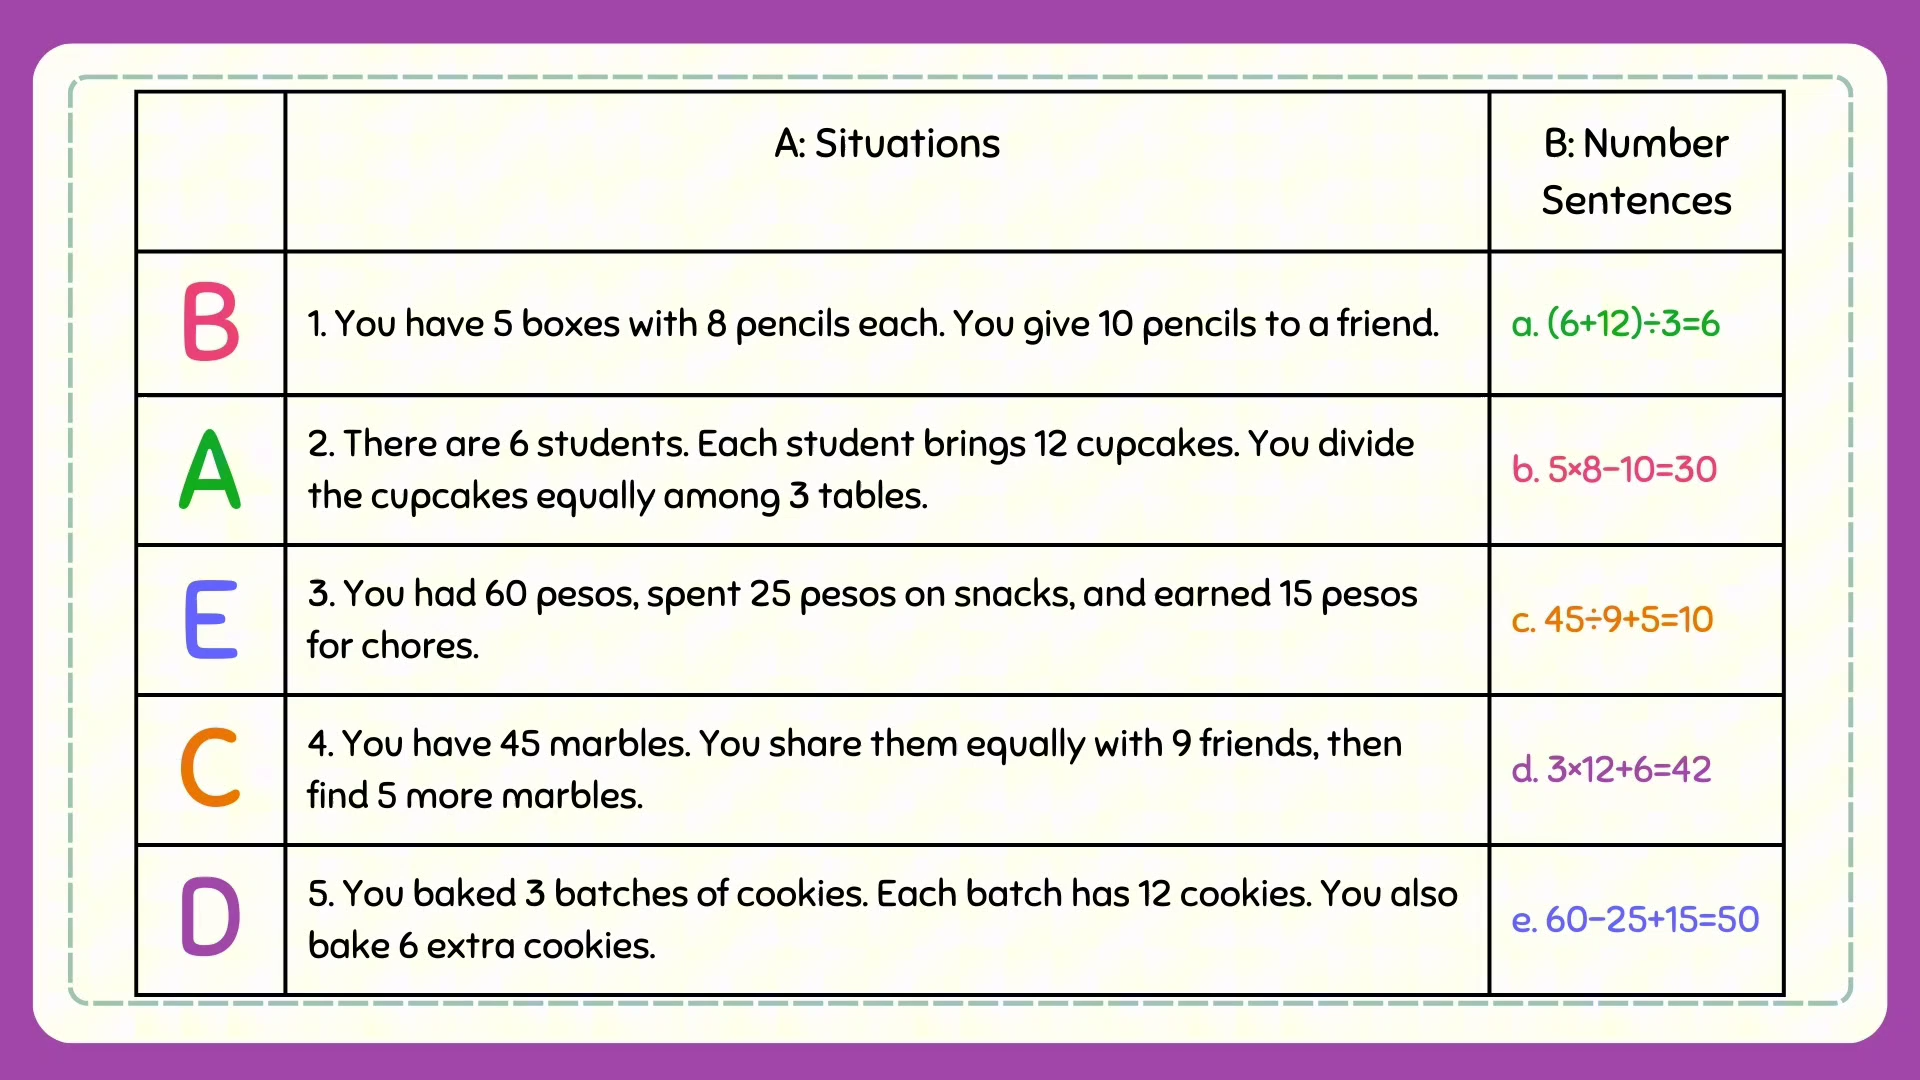 A: Situations
B: Number
Sentences
B
1. You have 5 boxes with 8 pencils each. You give 10 pencils to a friend.
a. (6+12)÷3=6
A
2. There are 6 students. Each student brings 12 cupcakes. You divide
the cupcakes equally among 3 tables.
b. 5×8−10=30
E
3. You had 60 pesos, spent 25 pesos on snacks, and earned 15 pesos
for chores.
c. 45÷9+5=10
C
4. You have 45 marbles. You share them equally with 9 friends, then
find 5 more marbles.
d. 3×12+6=42
D
5. You baked 3 batches of cookies. Each batch has 12 cookies. You also
bake 6 extra cookies.
e. 60−25+15=50